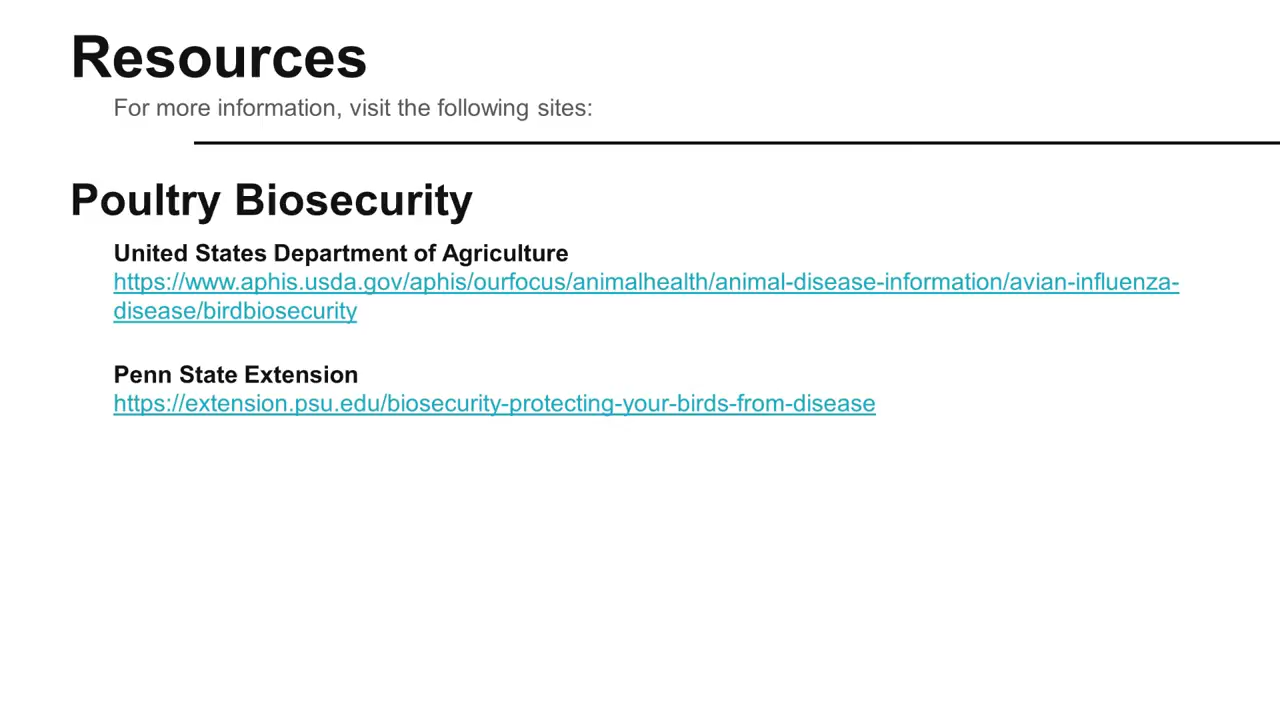 Resources
For more information, visit the following sites:
Poultry Biosecurity
United States Department of Agriculture
https://www.aphis.usda.gov/aphis/ourfocus/animalhealth/animal-disease-information/avian-influenza-
disease/birdbiosecurity
Penn State Extension
https://extension.psu.edu/biosecurity-protecting-your-birds-from-disease